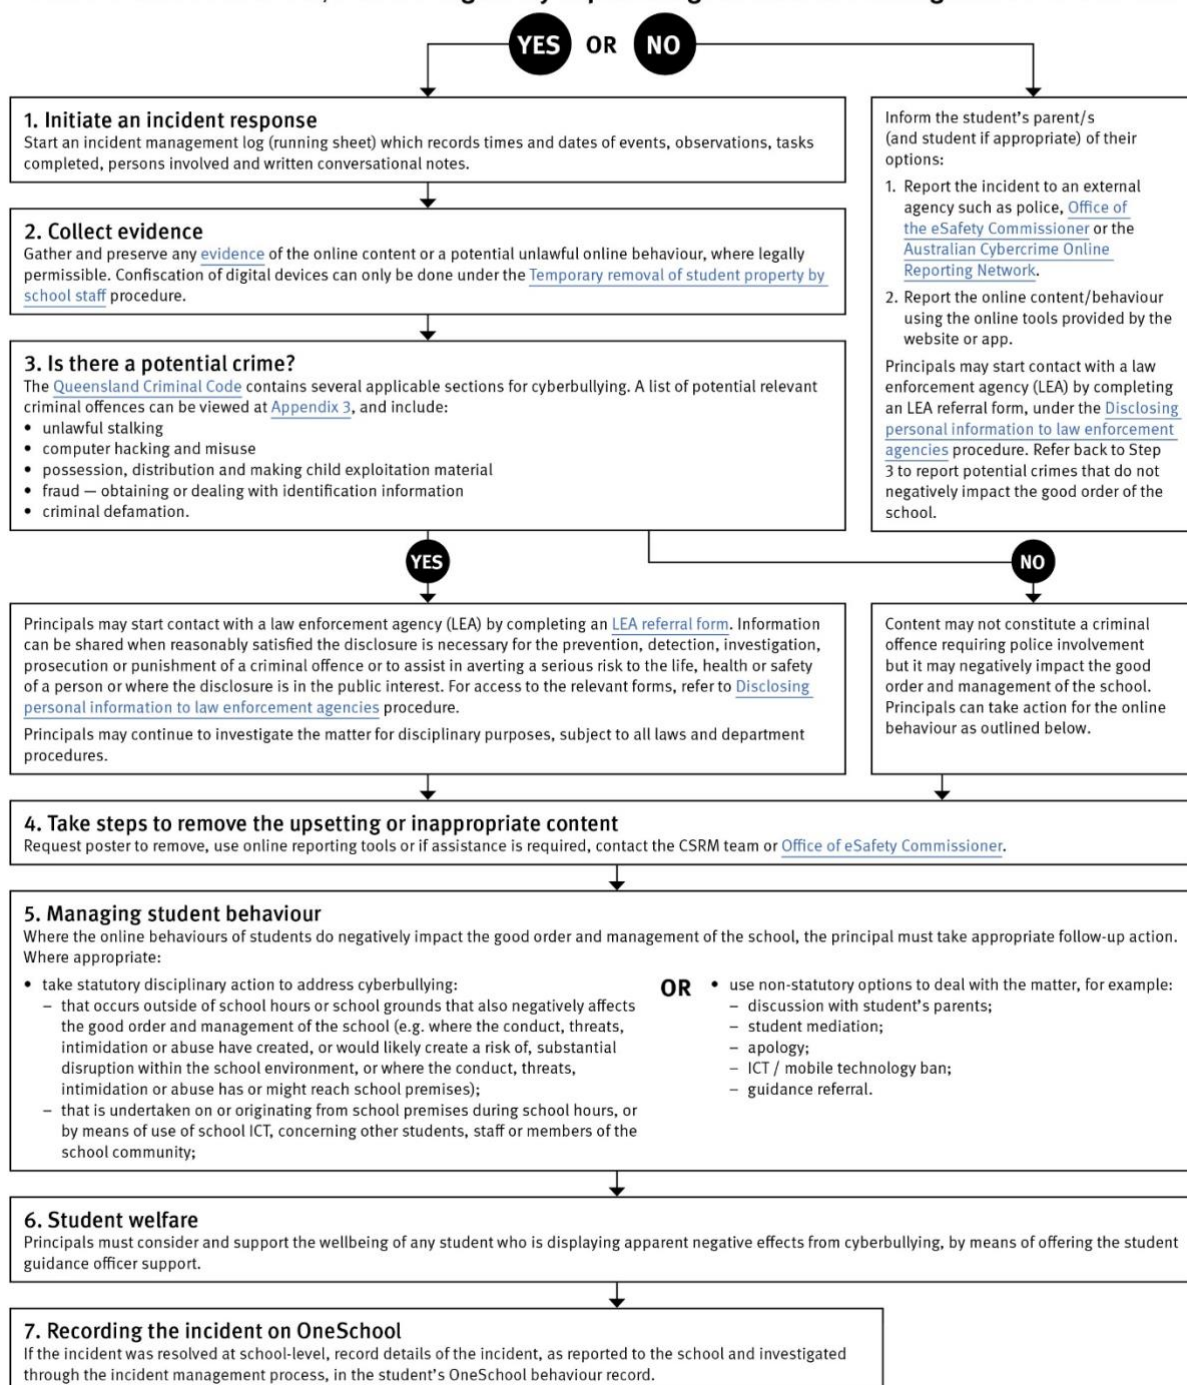 YES OR NO
1. Initiate an incident response
Start an incident management log (running sheet) which records times and dates of events, observations, tasks
completed, persons involved and written conversational notes.
2. Collect evidence
Gather and preserve any evidence of the online content or a potential unlawful online behaviour, where legally
permissible. Confiscation of digital devices can only be done under the Temporary removal of student property by
school staff procedure.
3. Is there a potential crime?
The Queensland Criminal Code contains several applicable sections for cyberbullying. A list of potential relevant
criminal offences can be viewed at Appendix 3, and include:
• unlawful stalking
• computer hacking and misuse
• possession, distribution and making child exploitation material
• fraud — obtaining or dealing with identification information
• criminal defamation.
Inform the student's parent/s
(and student if appropriate) of their
options:
1. Report the incident to an external
agency such as police, Office of
the eSafety Commissioner or the
Australian Cybercrime Online
Reporting Network.
2. Report the online content/behaviour
using the online tools provided by the
website or app.
Principals may start contact with a law
enforcement agency (LEA) by completing
an LEA referral form, under the Disclosing
personal information to law enforcement
agencies procedure. Refer back to Step
3 to report potential crimes that do not
negatively impact the good order of the
school.
YES
NO
Principals may start contact with a law enforcement agency (LEA) by completing an LEA referral form. Information
can be shared when reasonably satisfied the disclosure is necessary for the prevention, detection, investigation,
prosecution or punishment of a criminal offence or to assist in averting a serious risk to the life, health or safety
of a person or where the disclosure is in the public interest. For access to the relevant forms, refer to Disclosing
personal information to law enforcement agencies procedure.
Principals may continue to investigate the matter for disciplinary purposes, subject to all laws and department
procedures.
Content may not constitute a criminal
offence requiring police involvement
but it may negatively impact the good
order and management of the school.
Principals can take action for the online
behaviour as outlined below.
4. Take steps to remove the upsetting or inappropriate content
Request poster to remove, use online reporting tools or if assistance is required, contact the CSRM team or Office of eSafety Commissioner.
5. Managing student behaviour
Where the online behaviours of students do negatively impact the good order and management of the school, the principal must take appropriate follow-up action.
Where appropriate:
• take statutory disciplinary action to address cyberbullying:
– that occurs outside of school hours or school grounds that also negatively affects
the good order and management of the school (e.g. where the conduct, threats,
intimidation or abuse have created, or would likely create a risk of, substantial
disruption within the school environment, or where the conduct, threats,
intimidation or abuse has or might reach school premises);
– that is undertaken on or originating from school premises during school hours, or
by means of use of school ICT, concerning other students, staff or members of the
school community;
OR
• use non-statutory options to deal with the matter, for example:
– discussion with student's parents;
– student mediation;
– apology;
– ICT / mobile technology ban;
– guidance referral.
6. Student welfare
Principals must consider and support the wellbeing of any student who is displaying apparent negative effects from cyberbullying, by means of offering the student
guidance officer support.
7. Recording the incident on OneSchool
If the incident was resolved at school-level, record details of the incident, as reported to the school and investigated
through the incident management process, in the student's OneSchool behaviour record.